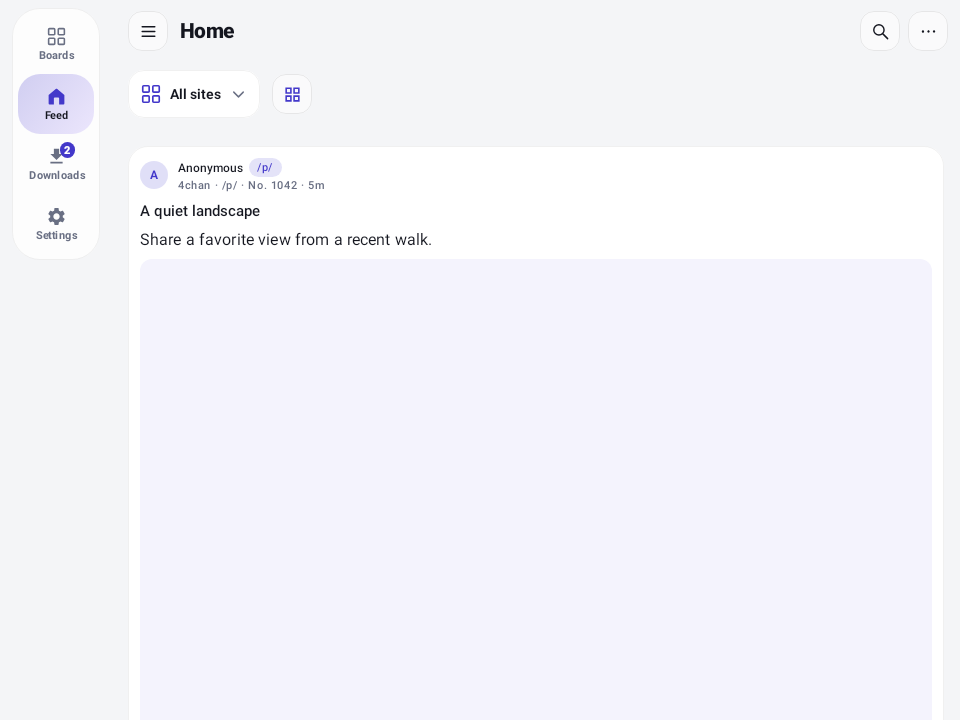 Boards
Feed
2
Downloads
Settings
Home
All sites
A
Anonymous /p/
4chan · /p/ · No. 1042 · 5m
A quiet landscape
Share a favorite view from a recent walk.